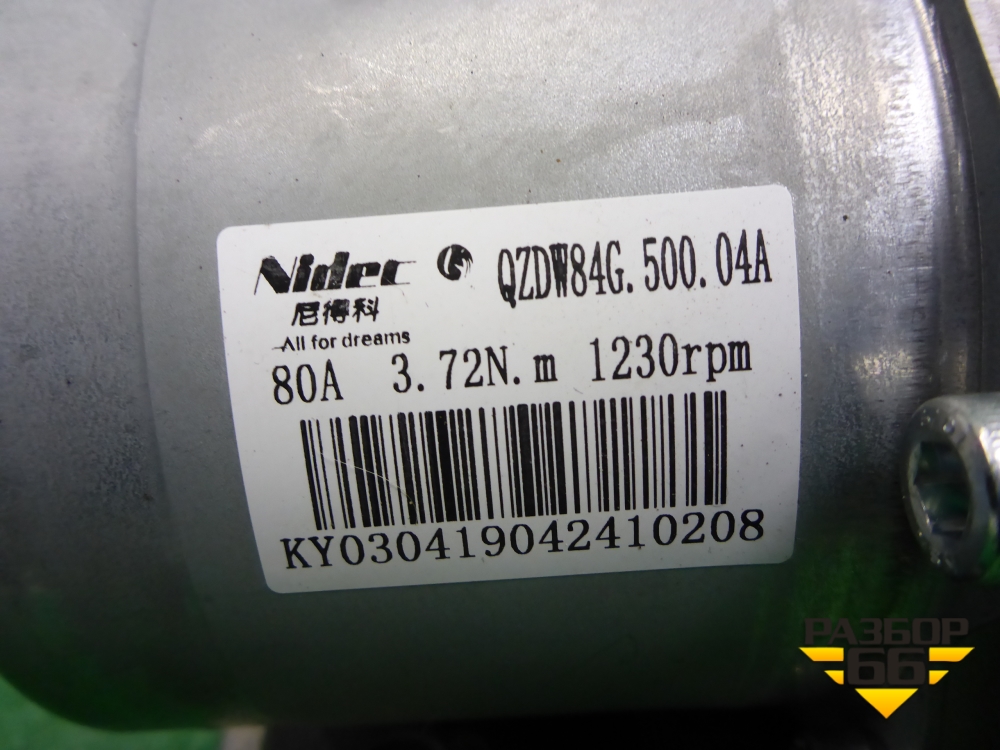 Nidec QZDW84G.500.04A
尼得科
All for dreams
80A 3.72N.m 1230rpm
KY030419042410208
РАЗБОР
66